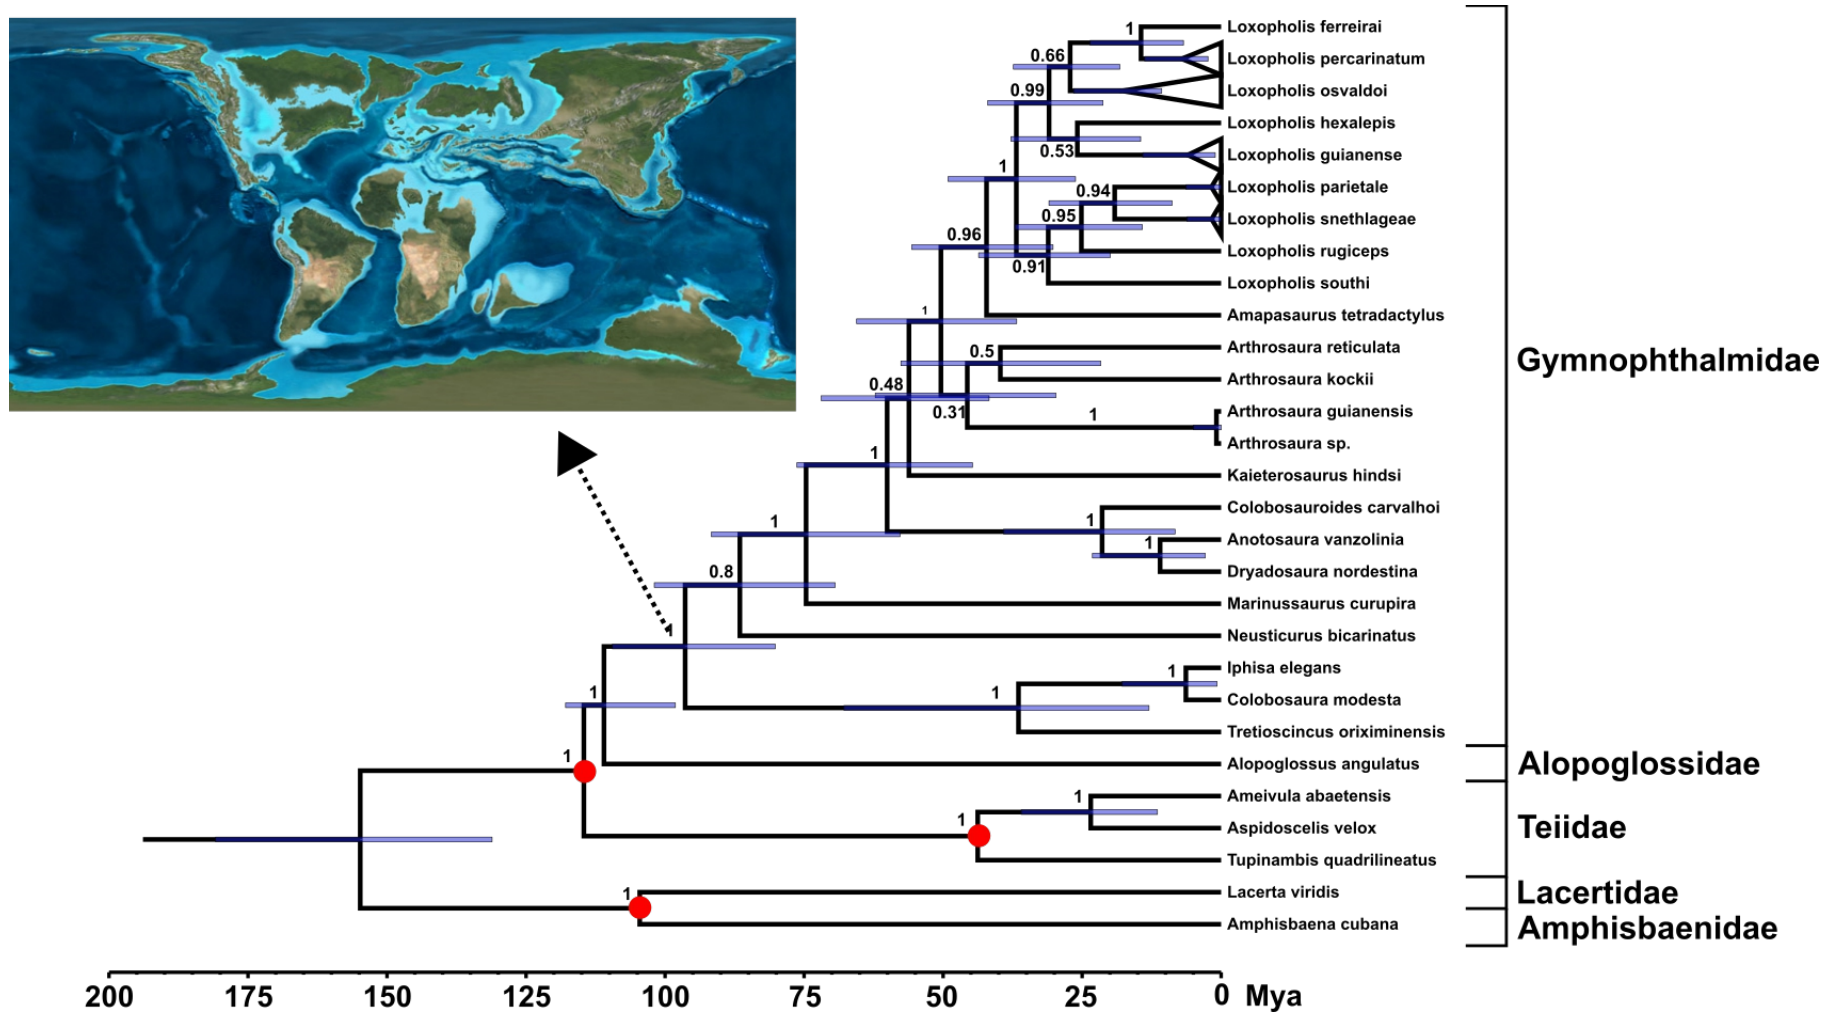 1
Loxopholis ferreirai
0.66
Loxopholis percarinatum
0.99
Loxopholis osvaldoi
Loxopholis hexalepis
0.53
Loxopholis guianense
1
0.94
Loxopholis parietale
0.95
Loxopholis snethlageae
0.96
Loxopholis rugiceps
0.91
Loxopholis southi
1
Amapasaurus tetradactylus
0.5
Arthrosaura reticulata
0.48
Arthrosaura kockii
0.31
1
Arthrosaura guianensis
Arthrosaura sp.
1
Kaieterosaurus hindsi
Colobosauroides carvalhoi
1
1
1
Anotosaura vanzolinia
0.8
Dryadosaura nordestina
Marinussaurus curupira
1
Neusticurus bicarinatus
1
Iphisa elegans
1
1
Colobosaura modesta
Tretioscincus oriximinensis
1
Alopoglossus angulatus
1
Ameivula abaetensis
1
Aspidoscelis velox
Tupinambis quadrilineatus
1
Lacerta viridis
Amphisbaena cubana
Gymnophthalmidae
Alopoglossidae
Teiidae
Lacertidae
Amphisbaenidae
200 175 150 125 100 75 50 25 0 Mya